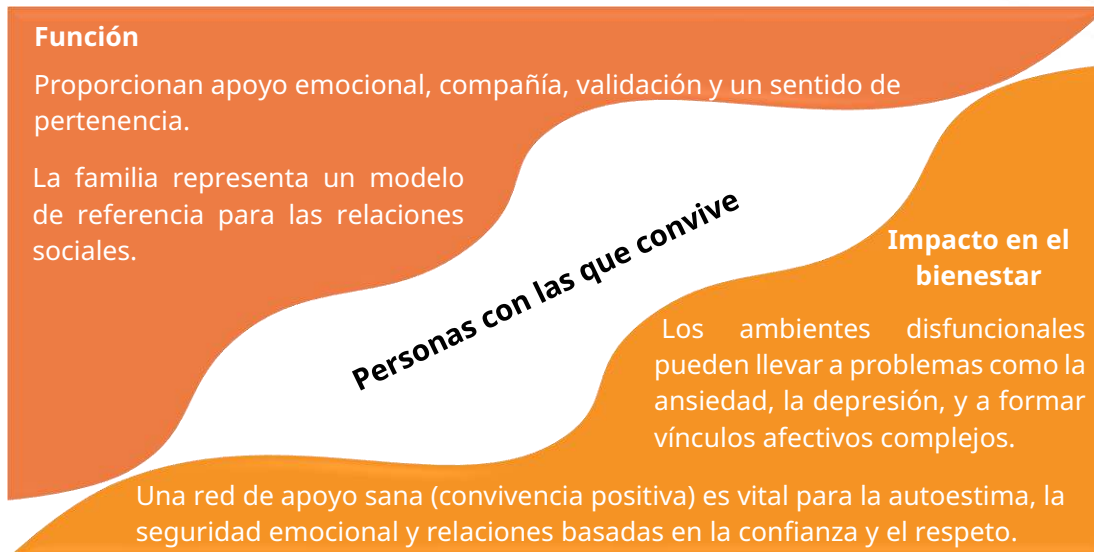 Función
Proporcionan apoyo emocional, compañía, validación y un sentido de
pertenencia.
La familia representa un modelo
de referencia para las relaciones
sociales.
Personas con las que convive
Impacto en el
bienestar
Los ambientes disfuncionales
pueden llevar a problemas como la
ansiedad, la depresión, y a formar
vínculos afectivos complejos.
Una red de apoyo sana (convivencia positiva) es vital para la autoestima, la
seguridad emocional y relaciones basadas en la confianza y el respeto.